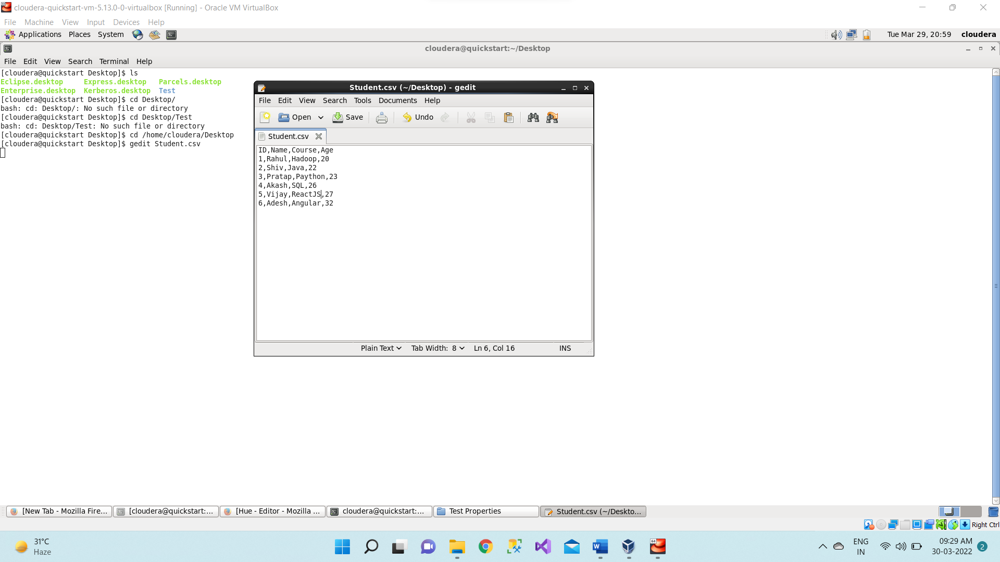 cloudera-quickstart-vm-5.13.0-0-virtualbox [Running] - Oracle VM VirtualBox
File Machine View Input Devices Help
Applications Places System Tue Mar 29, 20:59 cloudera
cloudera@quickstart:~/Desktop
File Edit View Search Terminal Help
[cloudera@quickstart Desktop]$ ls
Eclipse.desktop Express.desktop Parcels.desktop
Enterprise.desktop Kerberos.desktop Test
[cloudera@quickstart Desktop]$ cd Desktop/
bash: cd: Desktop/: No such file or directory
[cloudera@quickstart Desktop]$ cd Desktop/Test
bash: cd: Desktop/Test: No such file or directory
[cloudera@quickstart Desktop]$ cd /home/cloudera/Desktop
[cloudera@quickstart Desktop]$ gedit Student.csv
Student.csv (~/Desktop) - gedit
File Edit View Search Tools Documents Help
Open Save Undo
Student.csv
ID,Name,Course,Age
1,Rahul,Hadoop,20
2,Shiv,Java,22
3,Pratap,Paython,23
4,Akash,SQL,26
5,Vijay,ReactJS,27
6,Adesh,Angular,32
Plain Text Tab Width: 8 Ln 6, Col 16 INS
[New Tab - Mozilla Fire... [cloudera@quickstart:... [Hue - Editor - Mozilla ... cloudera@quickstart:... Test Properties Student.csv (~/Deskto...
Right Ctrl
31°C
Haze
ENG
IN
09:29 AM
30-03-2022
2